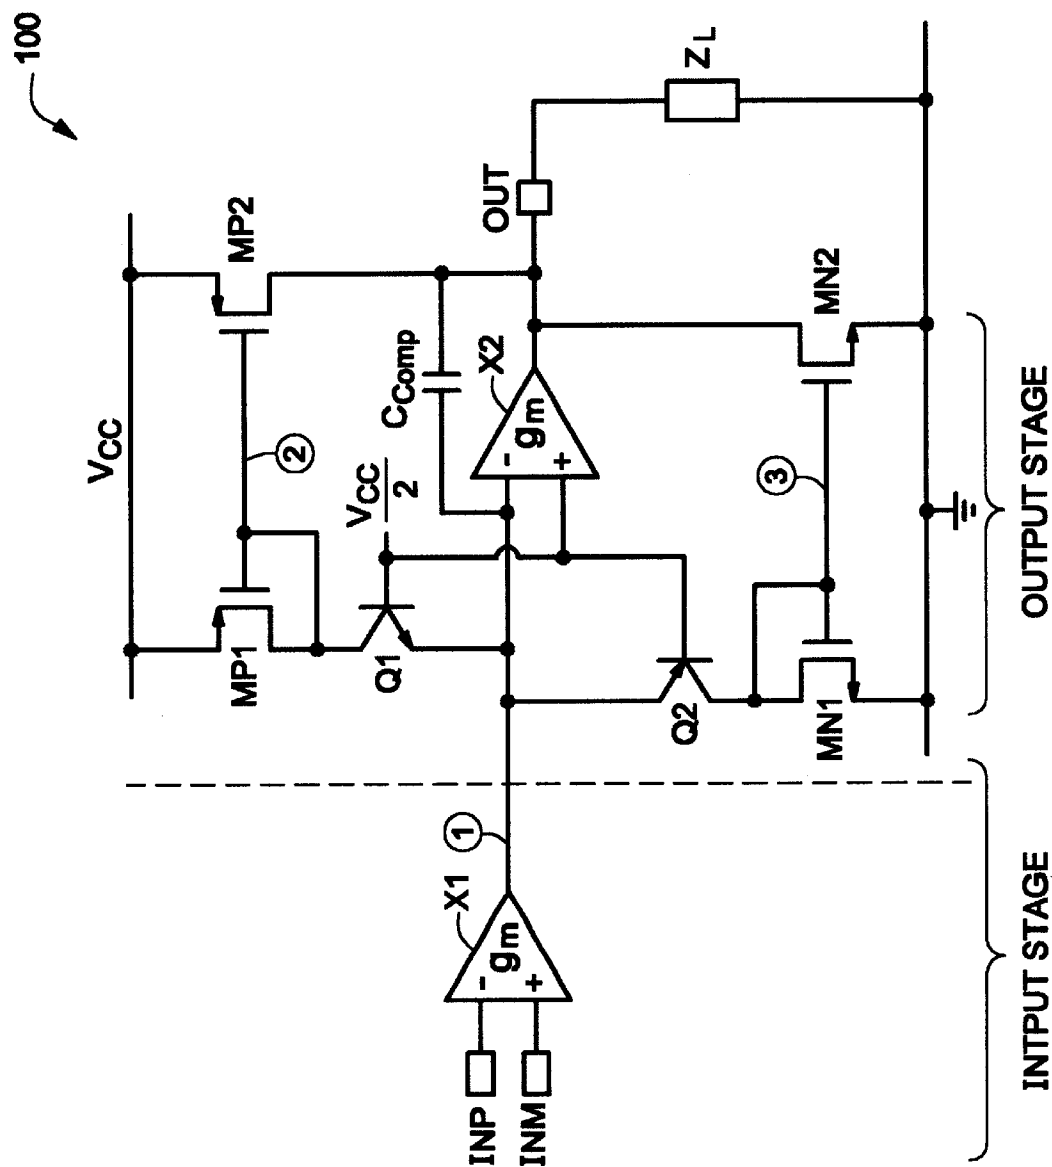 100
VCC
MP1
MP2
2
Q1
VCC
2
CComp
X2
gm
-
+
OUT
ZL
INP
INM
X1
gm
-
+
1
Q2
3
MN1
MN2
INTPUT STAGE
OUTPUT STAGE